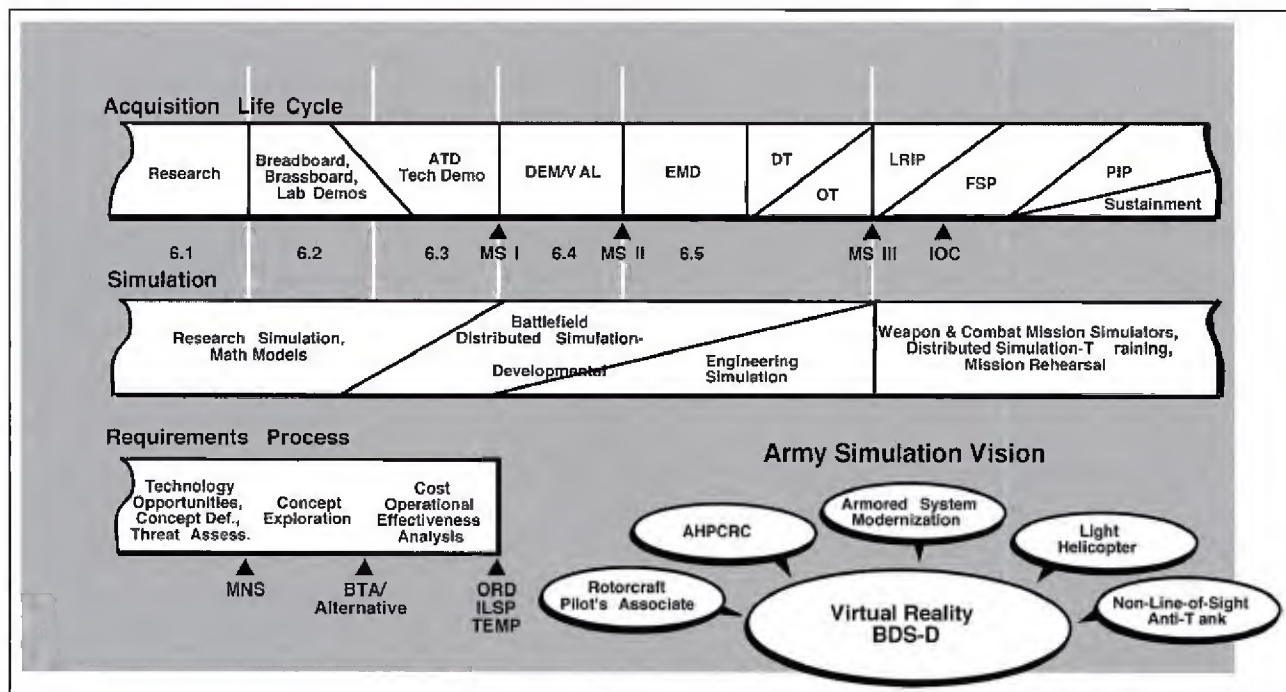 Acquisition Life Cycle
Research
Breadboard,
Brassboard,
Lab Demos
ATD
Tech Demo
DEM/V AL
EMD
DT
OT
LRIP
FSP
PIP
Sustainment
6.1
6.2
6.3
MS I
6.4
MS II
6.5
MS III
IOC
Simulation
Research Simulation,
Math Models
Battlefield
Distributed Simulation-
Developmental
Engineering
Simulation
Weapon & Combat Mission Simulators,
Distributed Simulation-T raining,
Mission Rehearsal
Requirements Process
Technology
Opportunities,
Concept Def.,
Threat Assess.
Concept
Exploration
Cost
Operational
Effectiveness
Analysis
MNS
BTA/
Alternative
ORD
ILSP
TEMP
Army Simulation Vision
Rotorcraft
Pilot's Associate
AHPCRC
Armored System
Modernization
Light
Helicopter
Non-Line-of-Sight
Anti-T ank
Virtual Reality
BDS-D